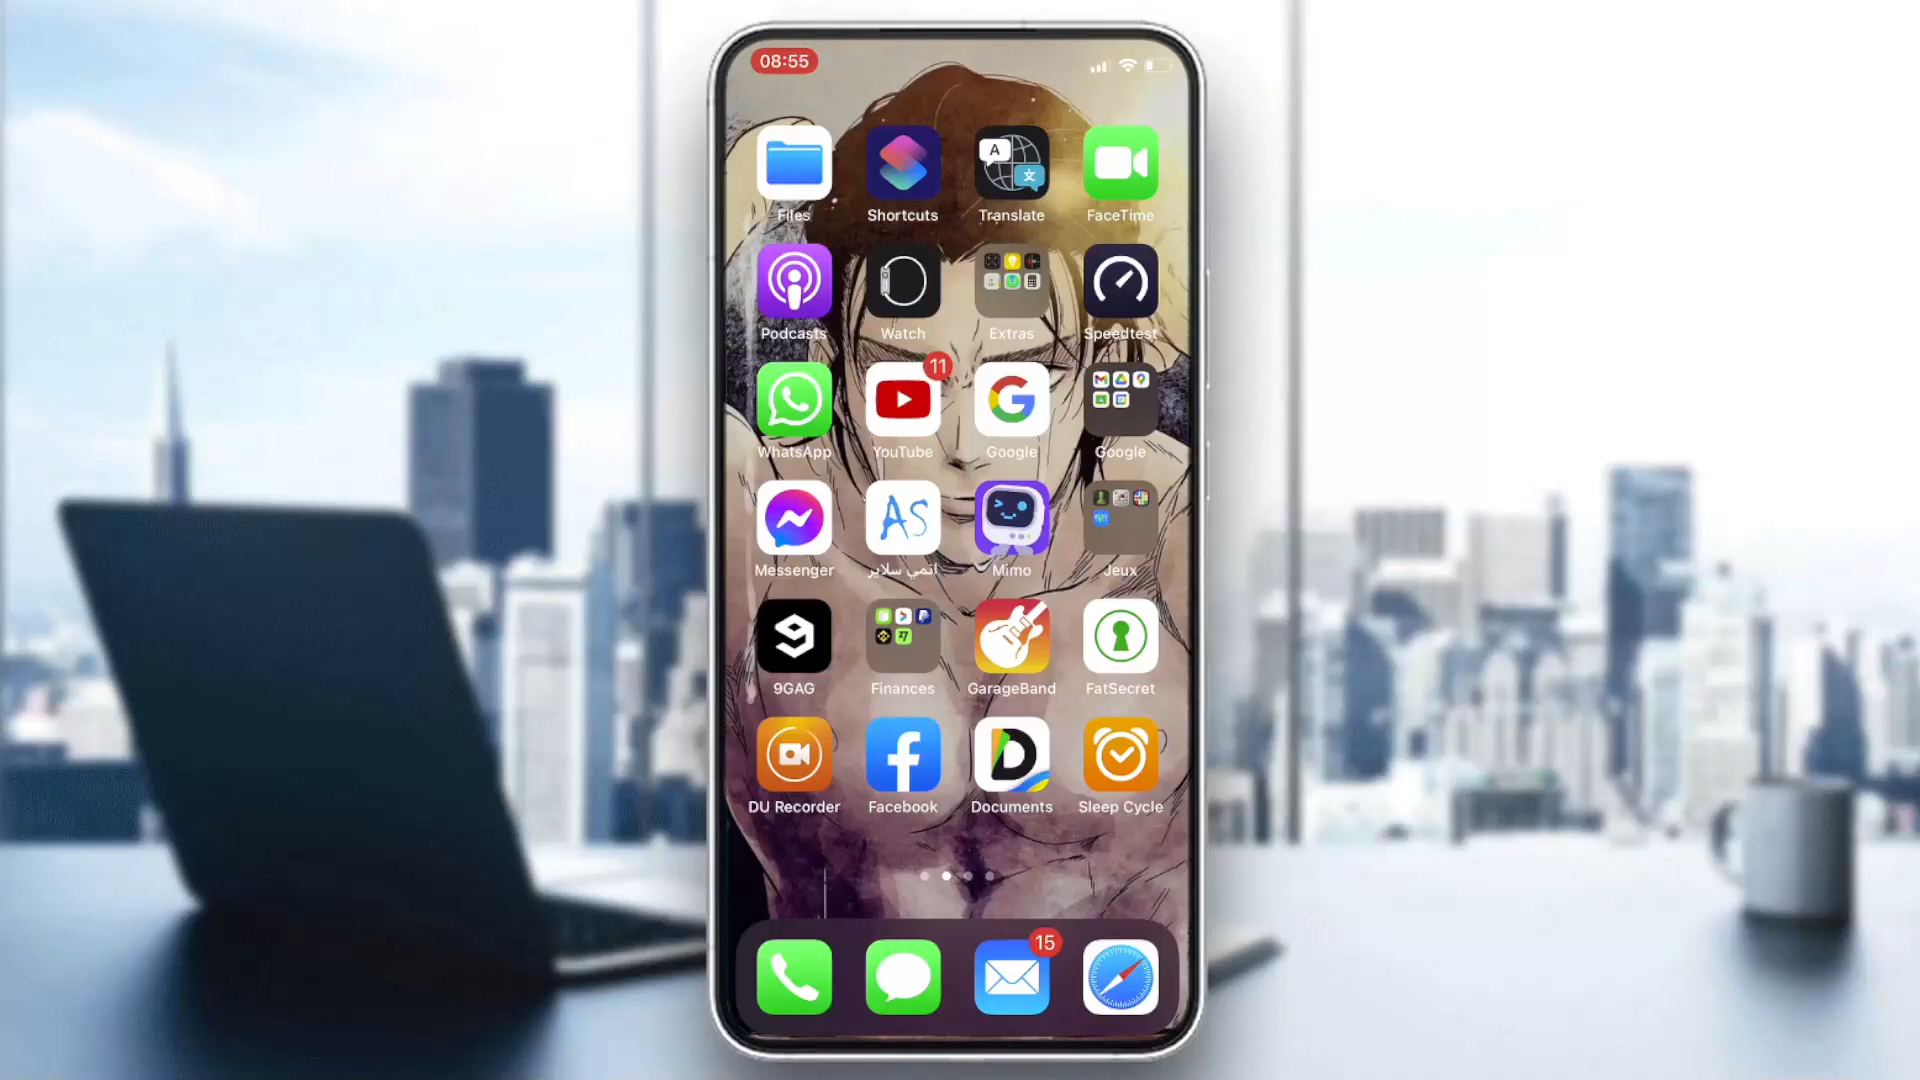 08:55
Files Shortcuts Translate FaceTime
Podcasts Watch Extras Speedtest
11
WhatsApp YouTube Google Google
Messenger أنمي سلاير Mimo Jeux
9GAG Finances GarageBand FatSecret
DU Recorder Facebook Documents Sleep Cycle
15